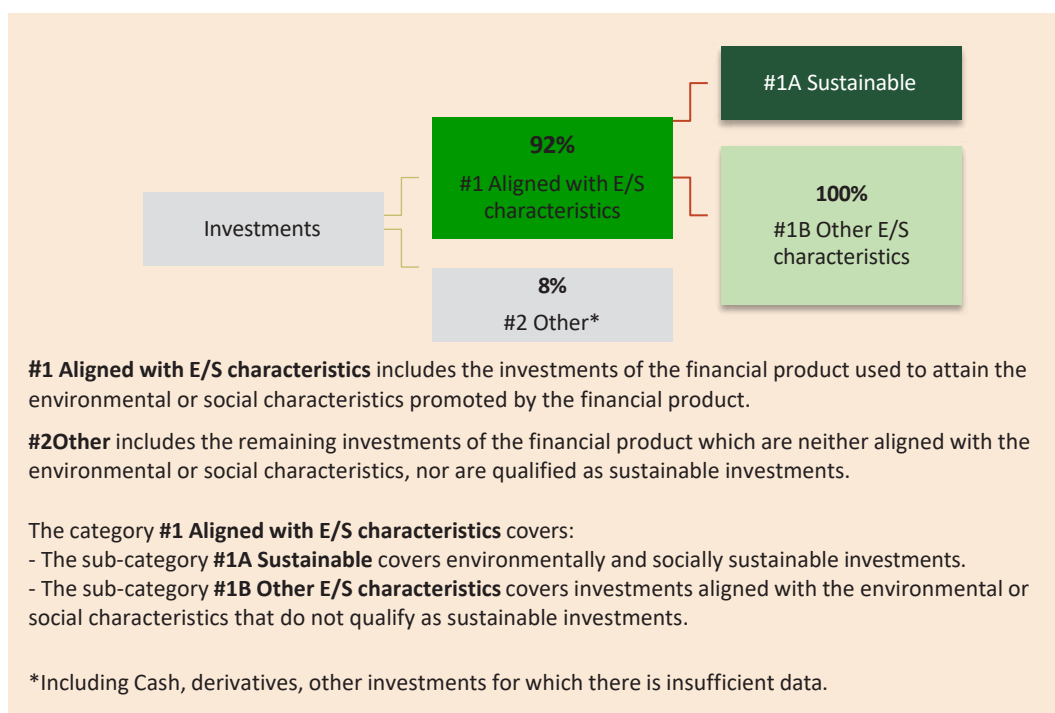 #1A Sustainable
92%
#1 Aligned with E/S
characteristics
100%
#1B Other E/S
characteristics
Investments
8%
#2 Other*
#1 Aligned with E/S characteristics includes the investments of the financial product used to attain the
environmental or social characteristics promoted by the financial product.
#2Other includes the remaining investments of the financial product which are neither aligned with the
environmental or social characteristics, nor are qualified as sustainable investments.
The category #1 Aligned with E/S characteristics covers:
- The sub-category #1A Sustainable covers environmentally and socially sustainable investments.
- The sub-category #1B Other E/S characteristics covers investments aligned with the environmental or
social characteristics that do not qualify as sustainable investments.
*Including Cash, derivatives, other investments for which there is insufficient data.